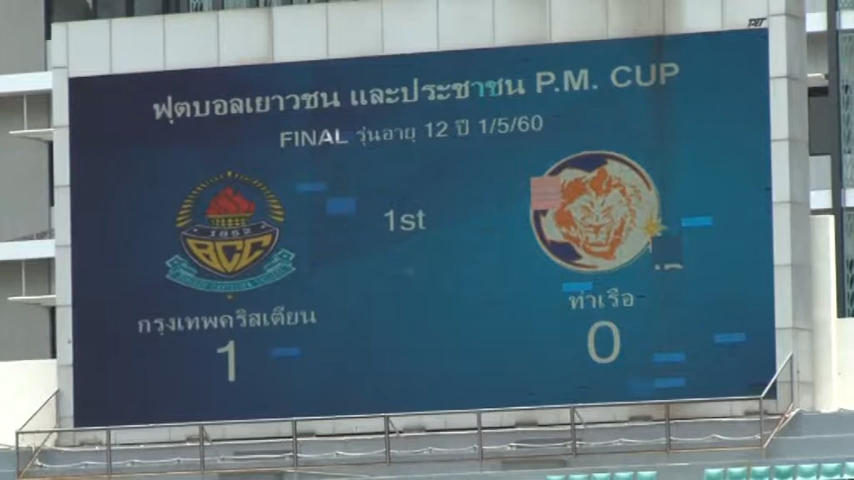 ฟุตบอลเยาวชน และประชาชน P.M. CUP
FINAL รุ่นอายุ 12 ปี 1/5/60
1852
BCC
1st
กรุงเทพคริสเตียน
ท่าเรือ
1
0